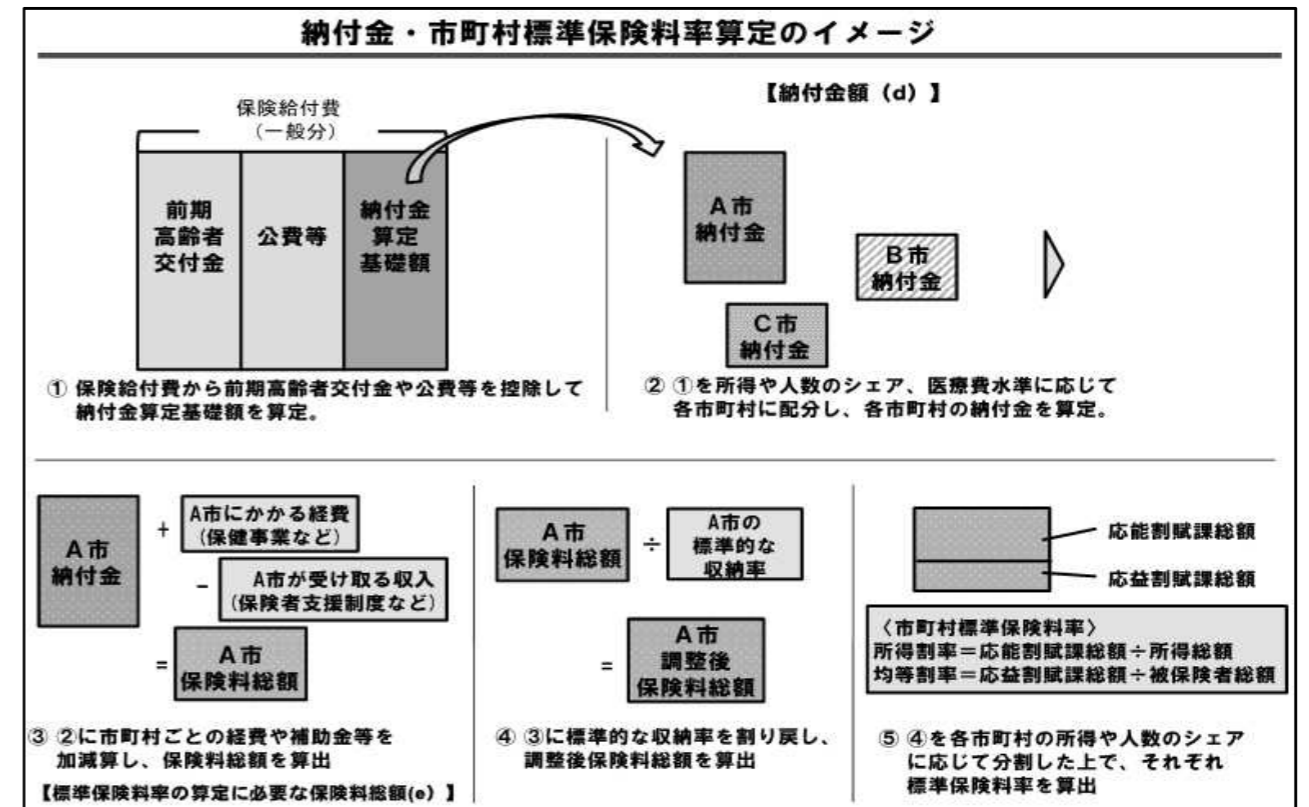 納付金・市町村標準保険料率算定のイメージ
保険給付費
（一般分）
前期
高齢者
交付金
公費等
納付金
算定
基礎額
① 保険給付費から前期高齢者交付金や公費等を控除して
納付金算定基礎額を算定。
【納付金額（d）】
A市
納付金
B市
納付金
C市
納付金
② ①を所得や人数のシェア、医療費水準に応じて
各市町村に配分し、各市町村の納付金を算定。
A市
納付金
+
A市にかかる経費
(保健事業など)
-
A市が受け取る収入
(保険者支援制度など)
=
A市
保険料総額
③ ②に市町村ごとの経費や補助金等を
加減算し、保険料総額を算出
【標準保険料率の算定に必要な保険料総額(e)】
A市
保険料総額
÷
A市の
標準的な
収納率
=
A市
調整後
保険料総額
④ ③に標準的な収納率を割り戻し、
調整後保険料総額を算出
応能割賦課総額
応益割賦課総額
〈市町村標準保険料率〉
所得割率＝応能割賦課総額÷所得総額
均等割率＝応益割賦課総額÷被保険者総額
⑤ ④を各市町村の所得や人数のシェア
に応じて分割した上で、それぞれ
標準保険料率を算出